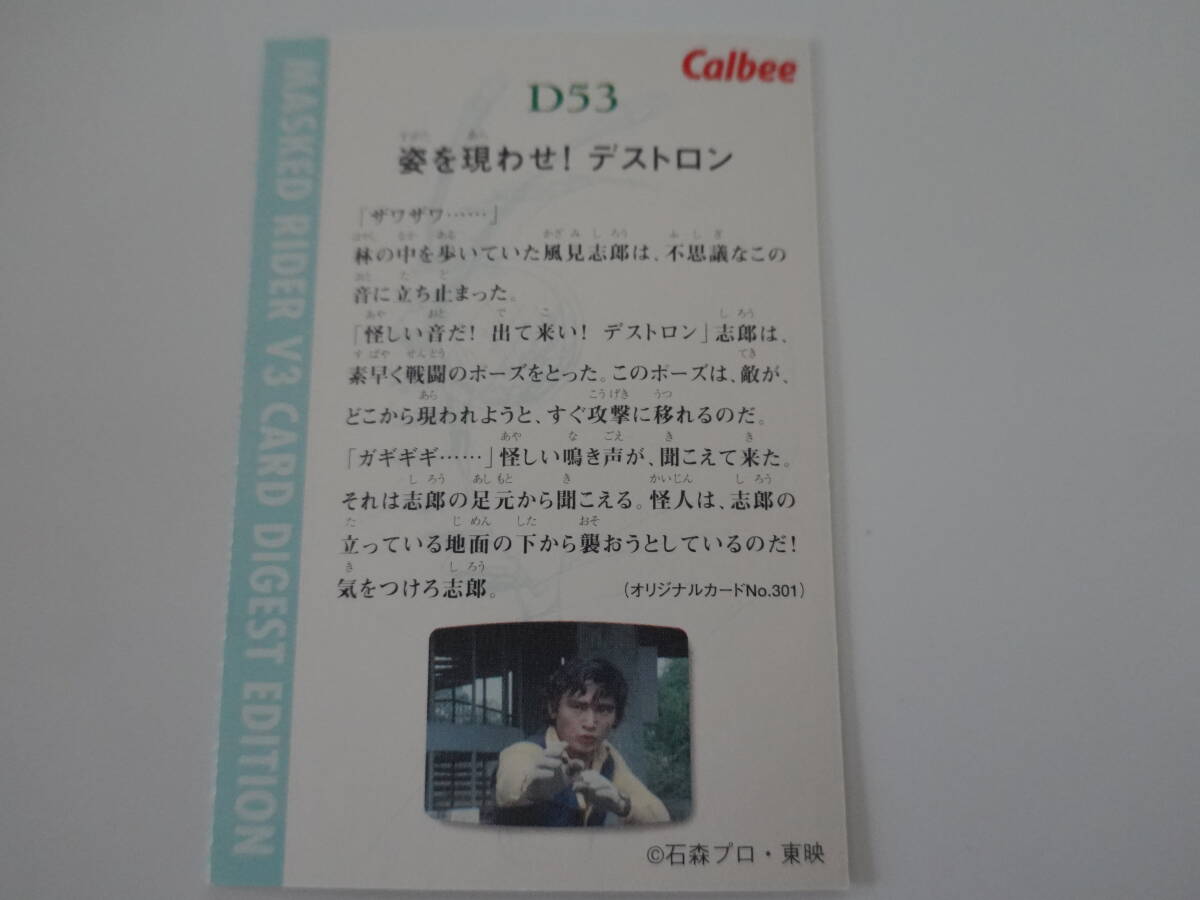 Calbee
D53
姿を現わせ! デストロン
「ザワザワ……」
林の中を歩いていた風見志郎は、不思議なこの
音に立ち止まった。
「怪しい音だ! 出て来い! デストロン」志郎は、
素早く戦闘のポーズをとった。このポーズは、敵が、
どこから現われようと、すぐ攻撃に移れるのだ。
「ガギギギ……」怪しい鳴き声が、聞こえて来た。
それは志郎の足元から聞こえる。怪人は、志郎の
立っている地面の下から襲おうとしているのだ!
気をつけろ志郎。
(オリジナルカードNo.301)
©石森プロ・東映
MASKED RIDER V3 CARD DIGEST EDITION